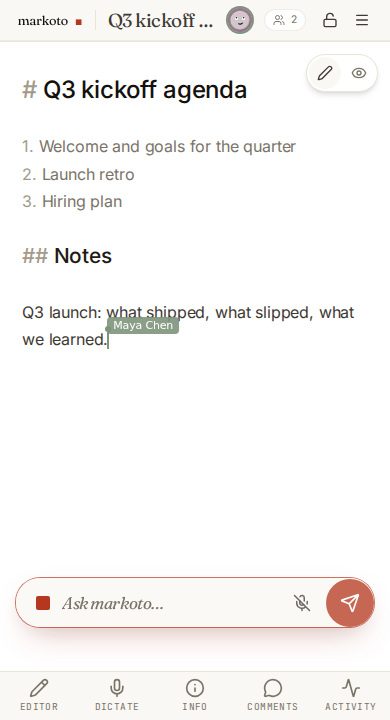 markoto
Q3 kickoff ...
2
# Q3 kickoff agenda
1. Welcome and goals for the quarter
2. Launch retro
3. Hiring plan
## Notes
Q3 launch: what shipped, what slipped, what
we learned.
Maya Chen
Ask markoto...
EDITOR
DICTATE
INFO
COMMENTS
ACTIVITY